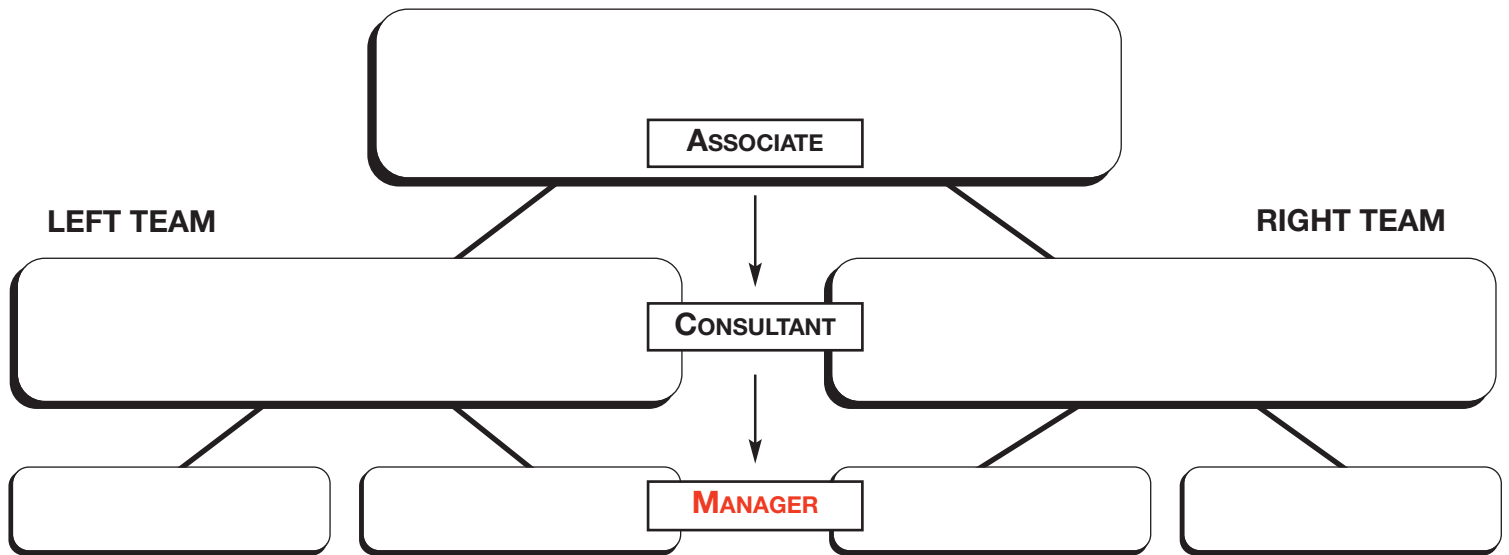 ASSOCIATE
LEFT TEAM
RIGHT TEAM
CONSULTANT
MANAGER